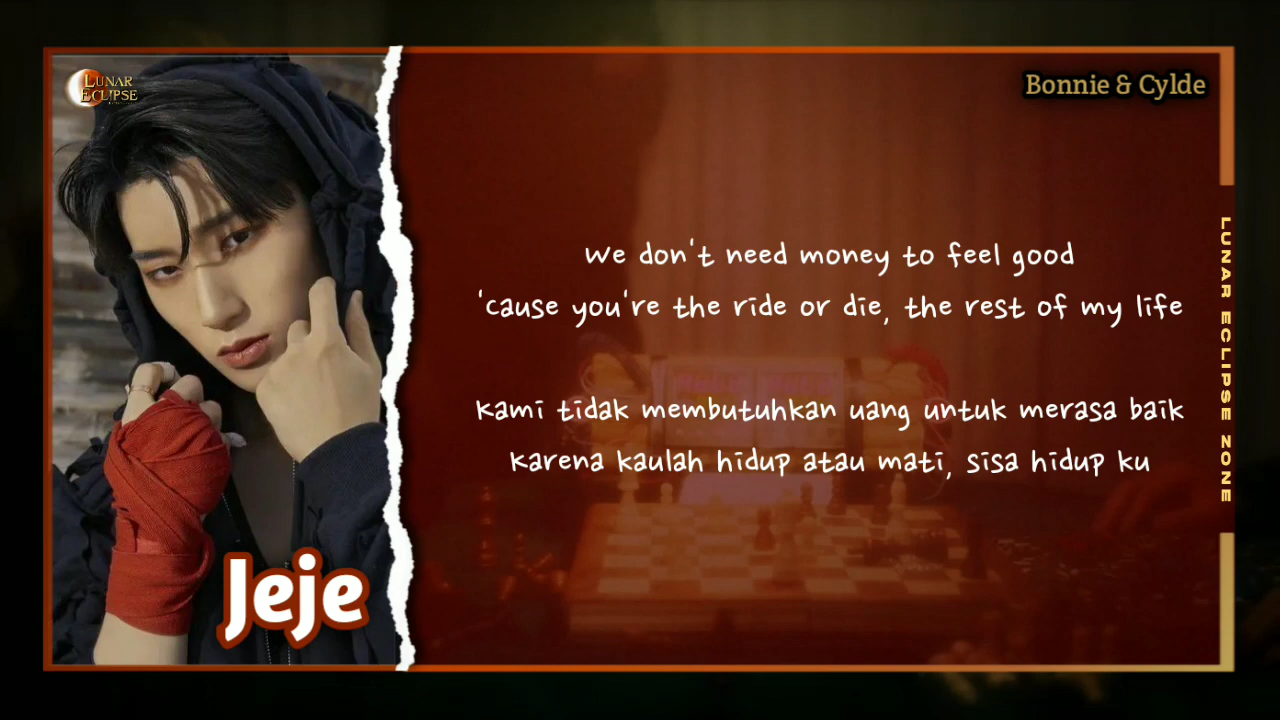 LUNAR
ECLIPSE
Bonnie & Cylde
We don't need money to feel good
'cause you're the ride or die, the rest of my life
Kami tidak membutuhkan uang untuk merasa baik
Karena kaulah hidup atau mati, sisa hidup ku
LUNAR ECLIPSE ZONE
Jeje